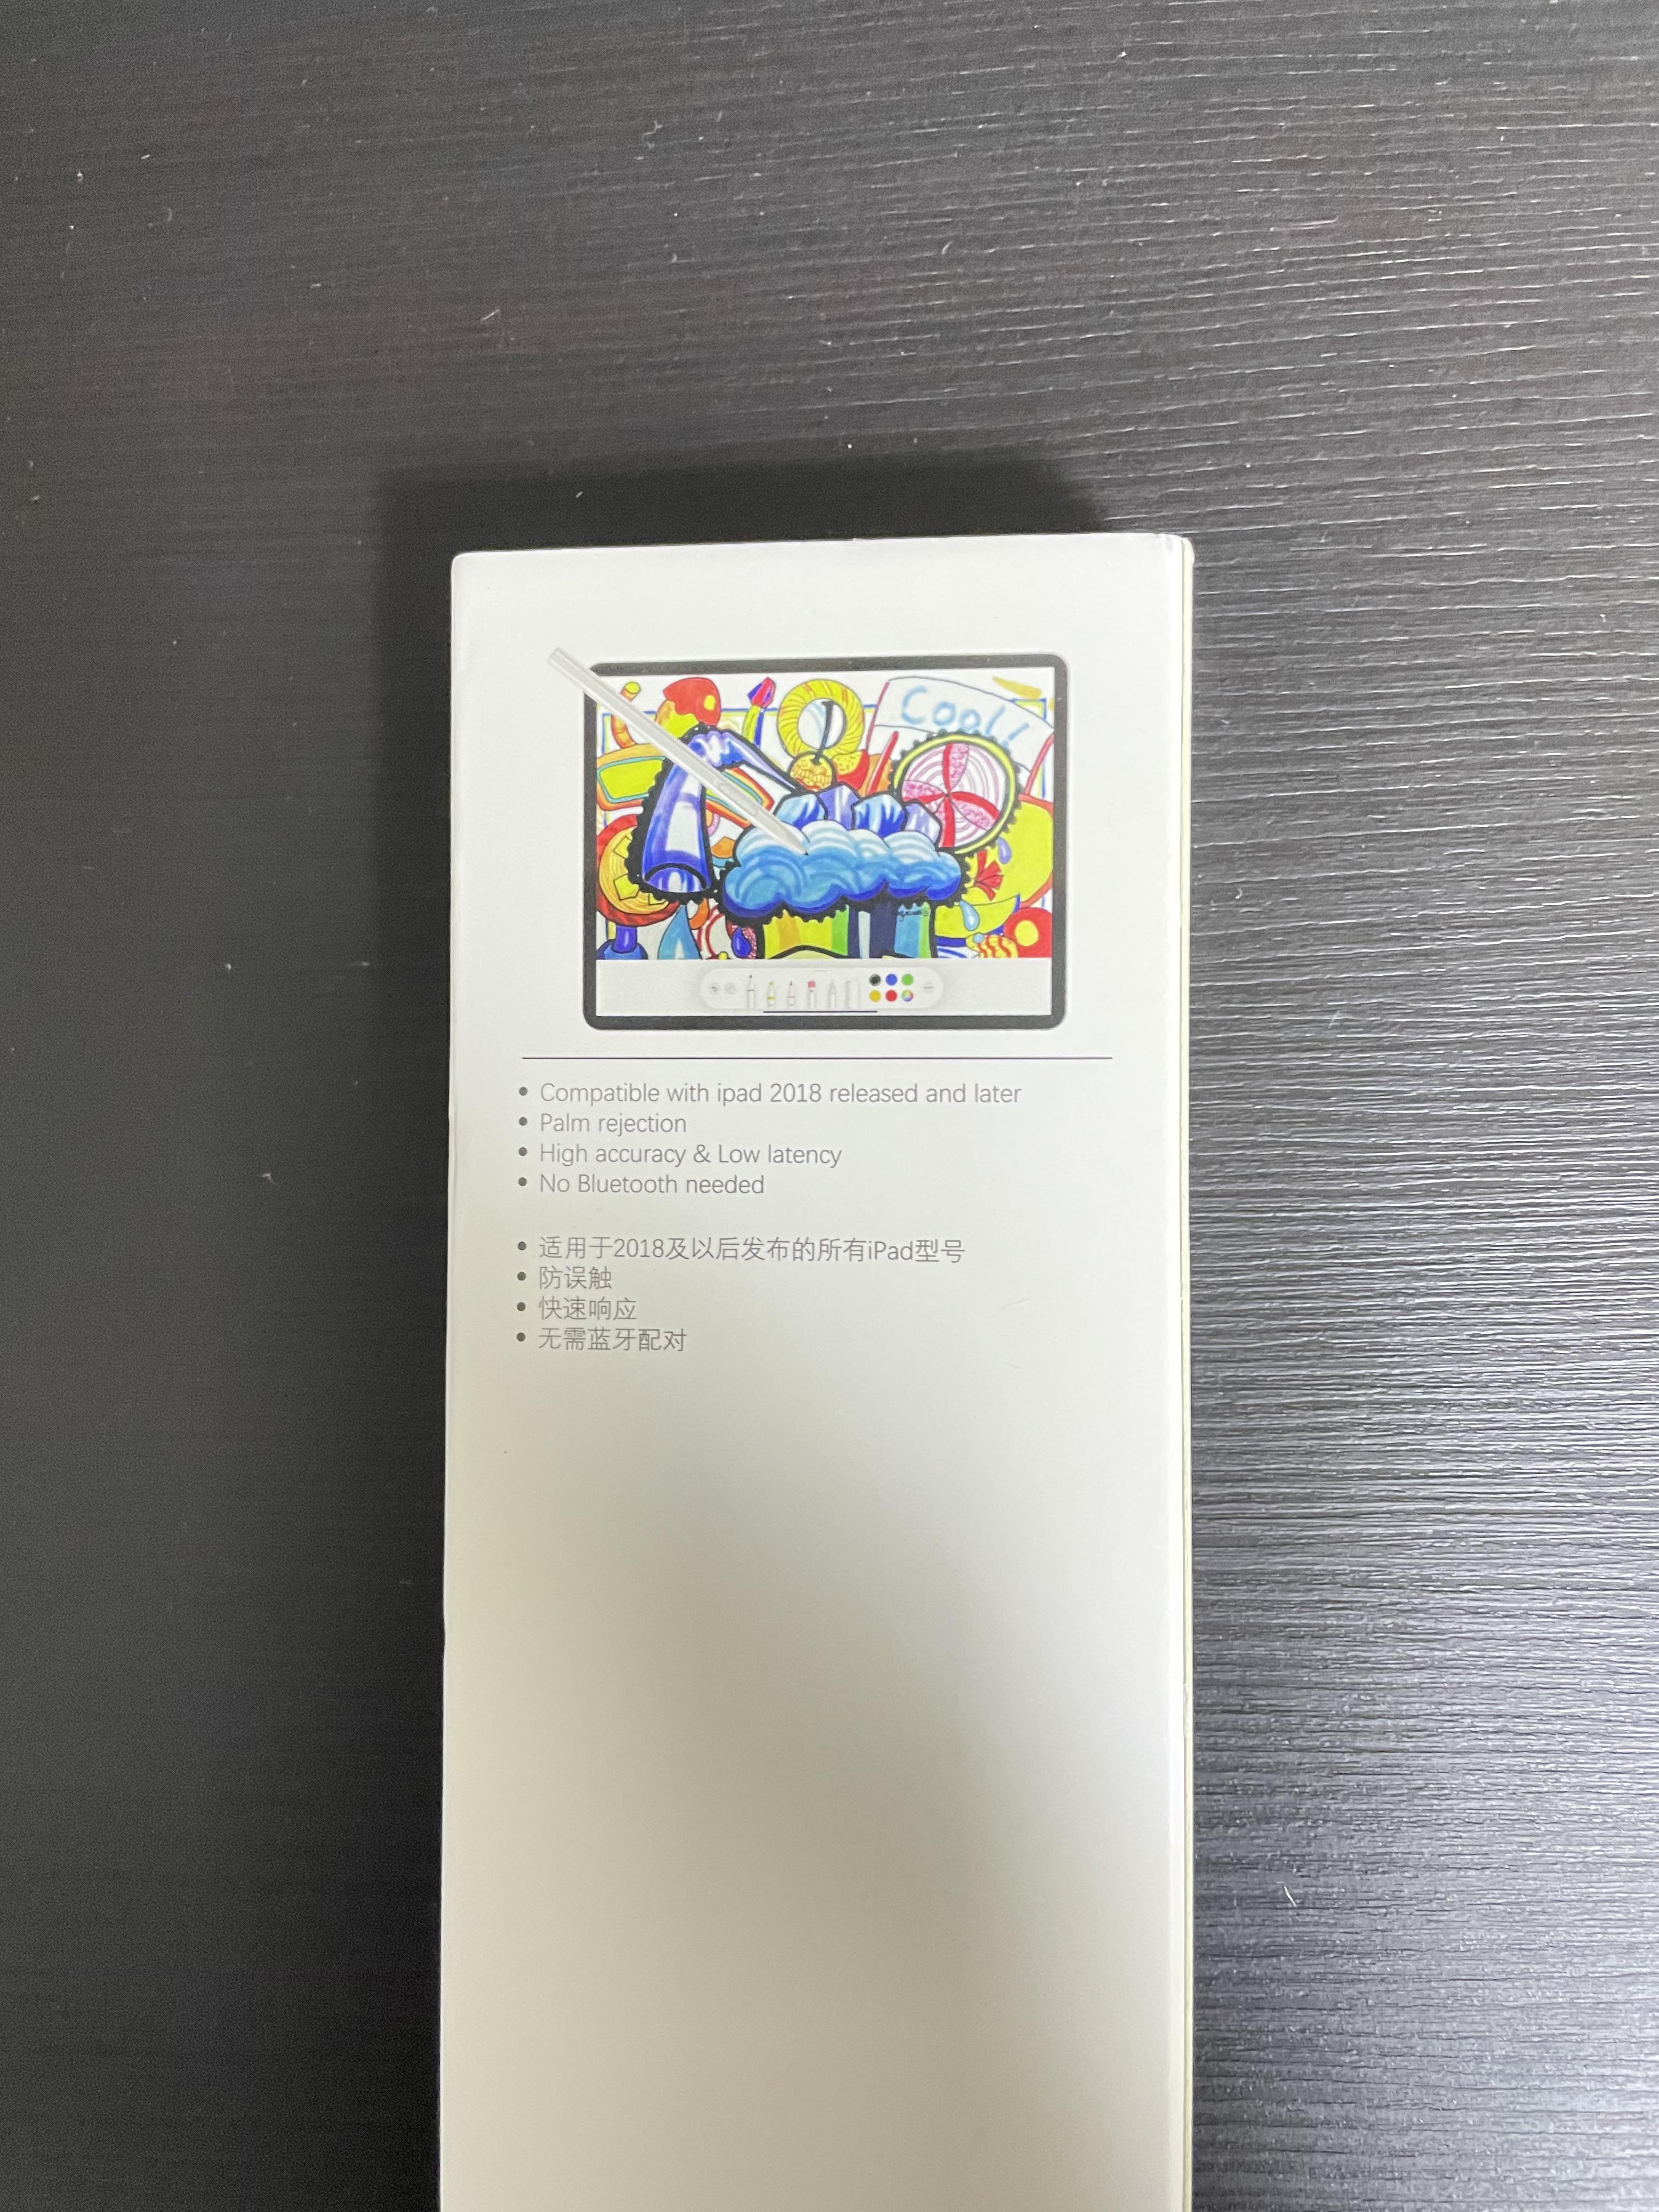 Cool!
• Compatible with ipad 2018 released and later
• Palm rejection
• High accuracy & Low latency
• No Bluetooth needed
• 适用于2018及以后发布的所有iPad型号
• 防误触
• 快速响应
• 无需蓝牙配对